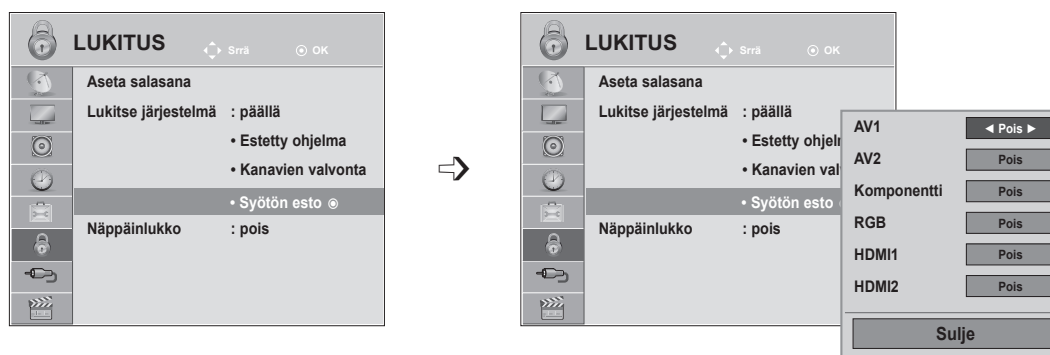 LUKITUS Srrä OK
Aseta salasana
Lukitse järjestelmä : päällä
• Estetty ohjelma
• Kanavien valvonta
• Syötön esto
Näppäinlukko : pois
LUKITUS Srrä OK
Aseta salasana
Lukitse järjestelmä : päällä
• Estetty ohjel
• Kanavien val
• Syötön esto
Näppäinlukko : pois
AV1 ◀ Pois ▶
AV2 Pois
Komponentti Pois
RGB Pois
HDMI1 Pois
HDMI2 Pois
Sulje